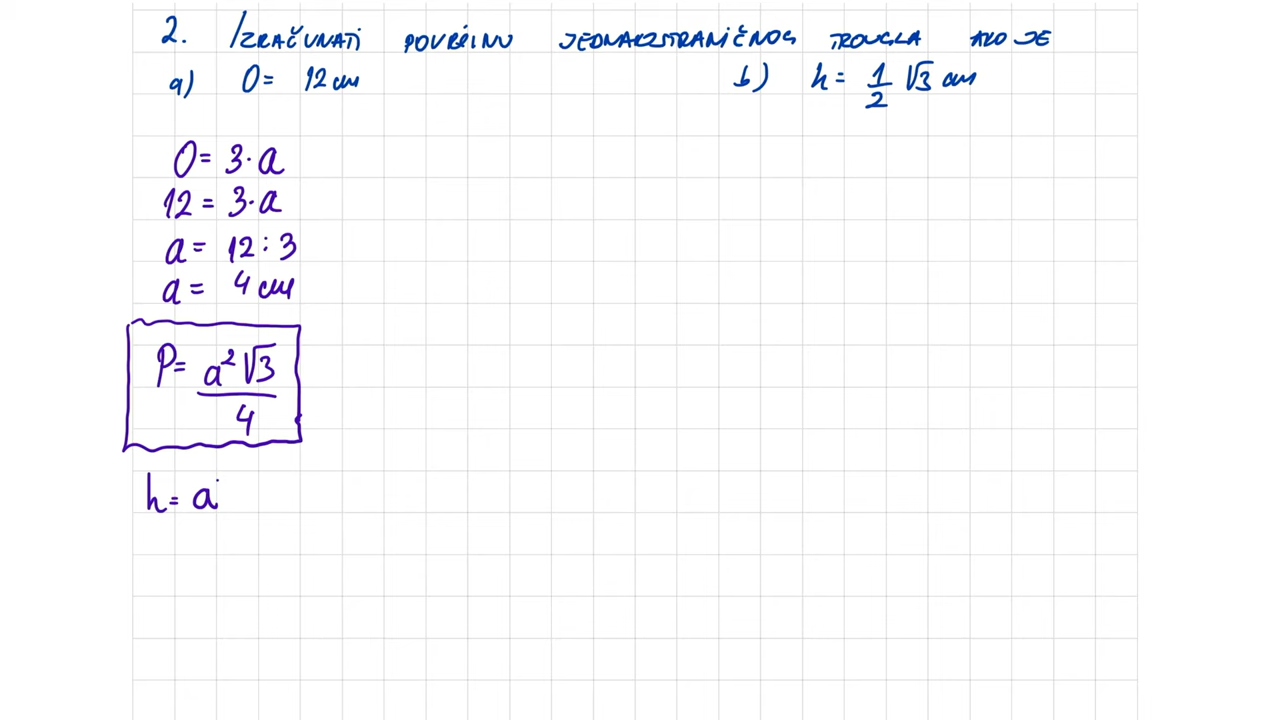 2. IZRAČUNATI POVRŠINU JEDNAKOSTRANIČNOG TROUGLA AKO JE
a) O = 12 cm b) h = 1/2 √3 cm
O = 3·a
12 = 3·a
a = 12 : 3
a = 4 cm
P = a²√3 / 4
h = a